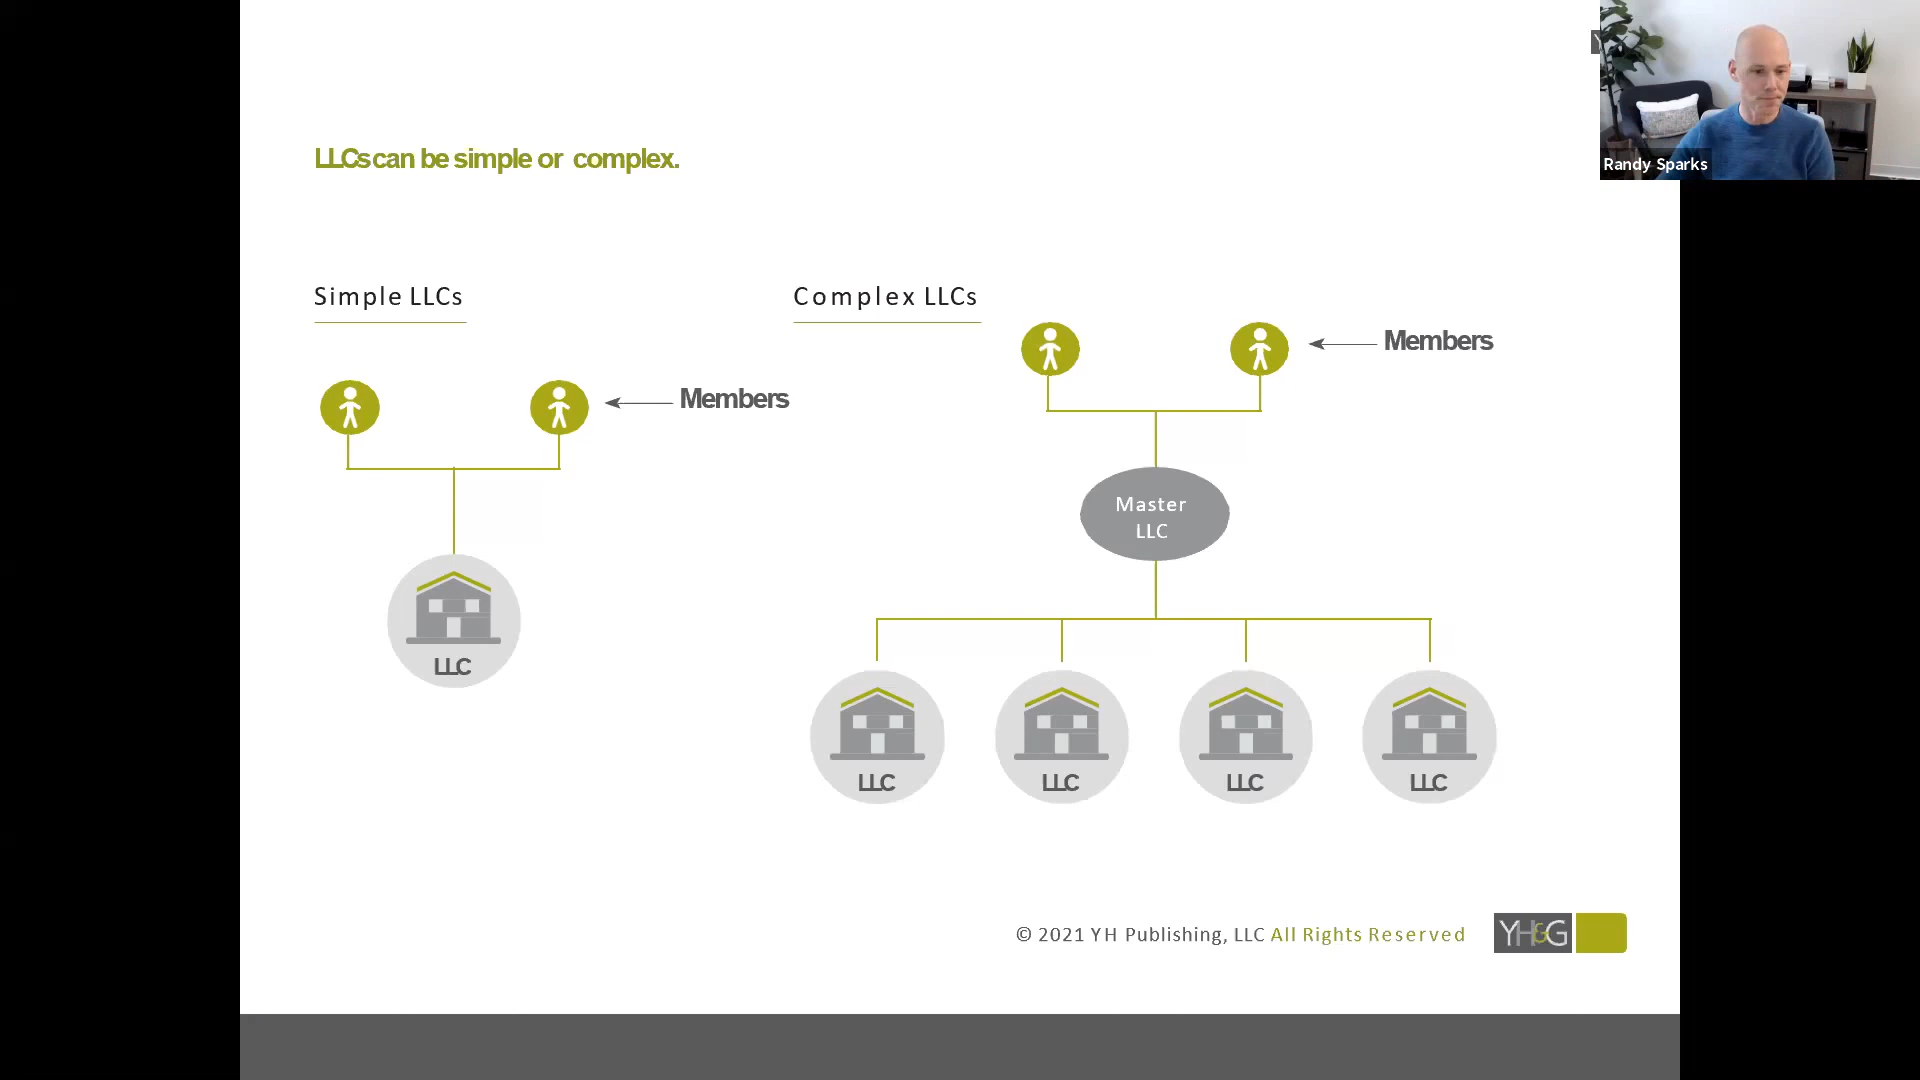 LLCs can be simple or complex.
Simple LLCs
Members
LLC
Complex LLCs
Members
Master
LLC
LLC
LLC
LLC
LLC
© 2021 YH Publishing, LLC All Rights Reserved
YH&G
Randy Sparks